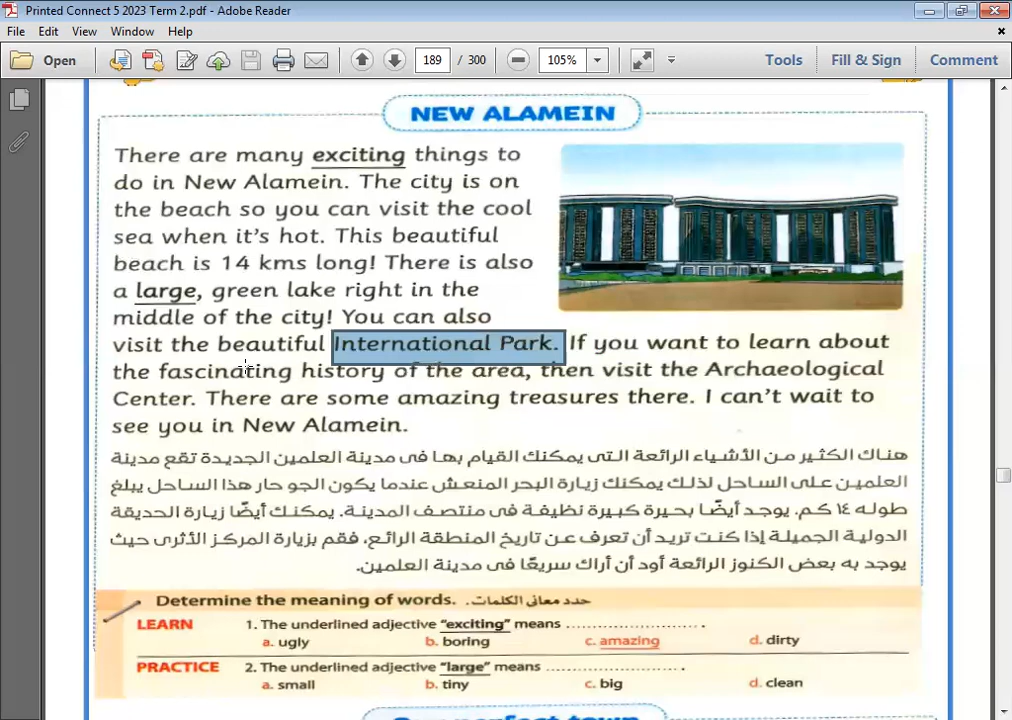 Printed Connect 5 2023 Term 2.pdf - Adobe Reader
File Edit View Window Help
Open 189 / 300 105% Tools Fill & Sign Comment
NEW ALAMEIN
There are many exciting things to
do in New Alamein. The city is on
the beach so you can visit the cool
sea when it's hot. This beautiful
beach is 14 kms long! There is also
a large, green lake right in the
middle of the city! You can also
visit the beautiful International Park. If you want to learn about
the fascinating history of the area, then visit the Archaeological
Center. There are some amazing treasures there. I can't wait to
see you in New Alamein.
هناك الكثير من الأشياء الرائعة التى يمكنك القيام بها فى مدينة العلمين الجديدة تقع مدينة
العلمين على الساحل لذلك يمكنك زيارة البحر المنعش عندما يكون الجو حار هذا الساحل يبلغ
طوله ١٤ كم. يوجد أيضًا بحيرة كبيرة نظيفة فى منتصف المدينة. يمكنك أيضًا زيارة الحديقة
الدولية الجميلة إذا كنت تريد أن تعرف عن تاريخ المنطقة الرائع، فقم بزيارة المركز الأثرى حيث
يوجد به بعض الكنوز الرائعة أود أن أراك سريعًا فى مدينة العلمين.
Determine the meaning of words. حدد معانى الكلمات.
LEARN 1. The underlined adjective "exciting" means ........................
a. ugly b. boring c. amazing d. dirty
PRACTICE 2. The underlined adjective "large" means ........................
a. small b. tiny c. big d. clean
Our perfect town